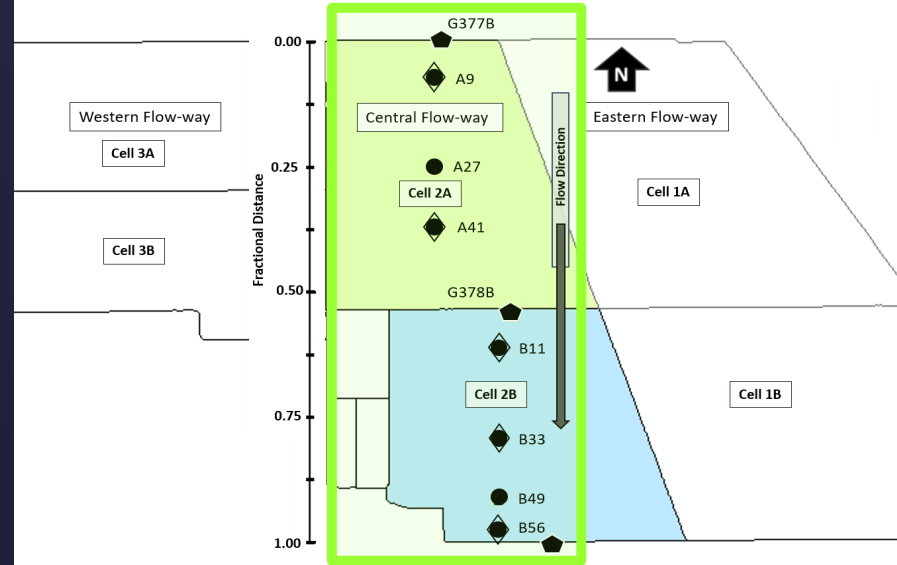 G377B
0.00
N
A9
Western Flow-way
Central Flow-way
Eastern Flow-way
Cell 3A
Flow Direction
0.25
A27
Fractional Distance
Cell 2A
Cell 1A
A41
Cell 3B
0.50
G378B
B11
Cell 2B
Cell 1B
0.75
B33
B49
B56
1.00